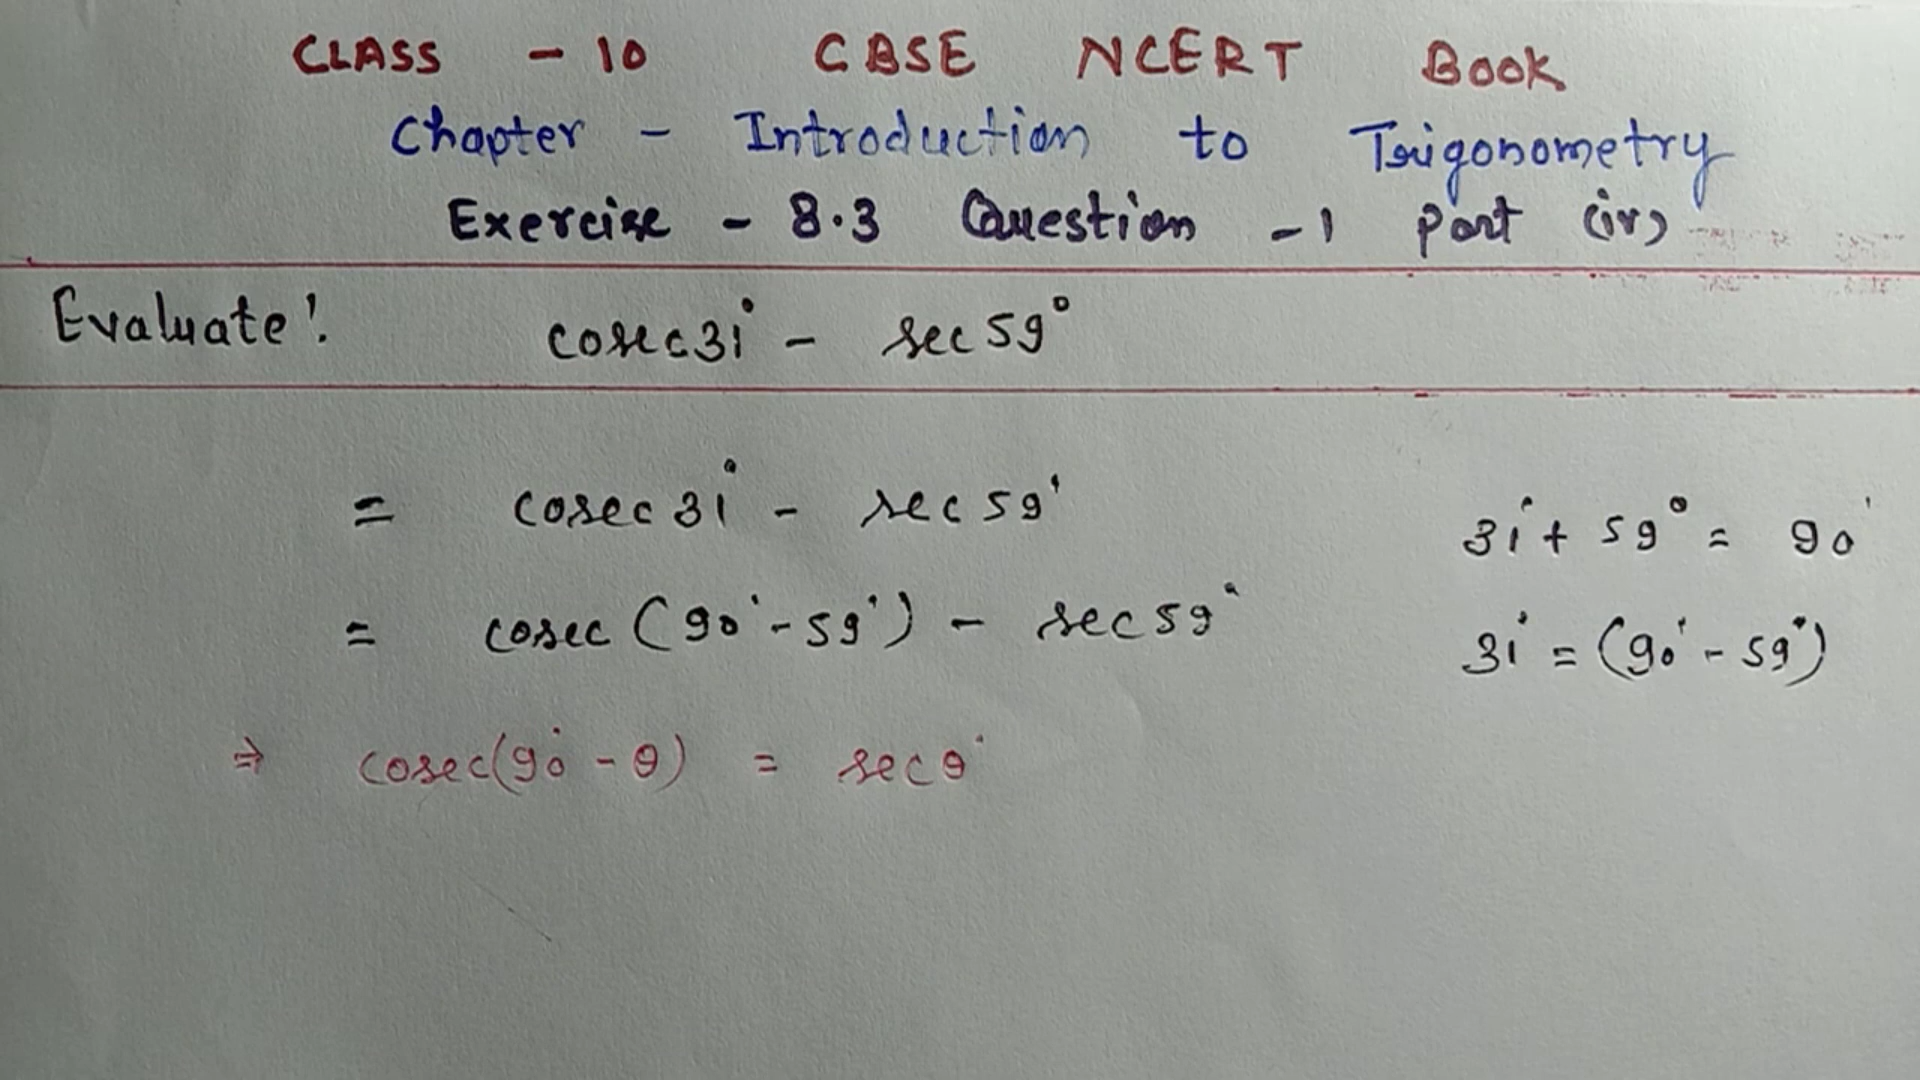 CLASS - 10 CBSE NCERT Book
Chapter - Introduction to Trigonometry
Exercise - 8.3 Question - 1 Part (iv)
Evaluate: cosec 31° - sec 59°
= cosec 31° - sec 59°
31° + 59° = 90°
= cosec (90° - 59°) - sec 59°
31° = (90° - 59°)
⇒ cosec(90° - θ) = sec θ